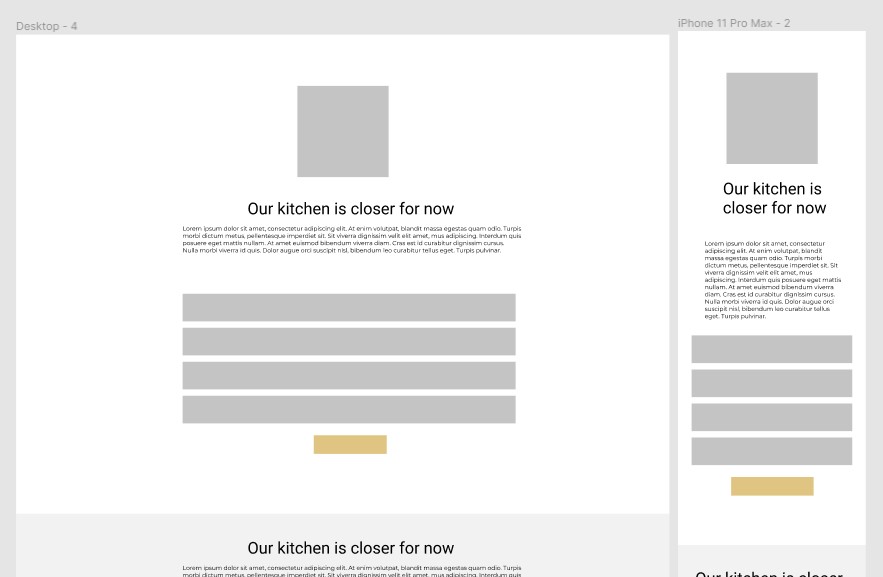 Desktop - 4
Our kitchen is closer for now
Lorem ipsum dolor sit amet, consectetur adipiscing elit. At enim volutpat, blandit massa egestas quam odio. Turpis
morbi dictum metus, pellentesque imperdiet sit. Sit viverra dignissim velit elit amet, mus adipiscing. Interdum quis
posuere eget mattis nullam. At amet euismod bibendum viverra diam. Cras est id curabitur dignissim cursus.
Nulla morbi viverra id quis. Dolor augue orci suscipit nisl, bibendum leo curabitur tellus eget. Turpis pulvinar.
Our kitchen is closer for now
Lorem ipsum dolor sit amet, consectetur adipiscing elit. At enim volutpat, blandit massa egestas quam odio. Turpis
morbi dictum metus, pellentesque imperdiet sit. Sit viverra dignissim velit elit amet, mus adipiscing. Interdum quis
iPhone 11 Pro Max - 2
Our kitchen is
closer for now
Lorem ipsum dolor sit amet, consectetur
adipiscing elit. At enim volutpat, blandit
massa egestas quam odio. Turpis morbi
dictum metus, pellentesque imperdiet sit. Sit
viverra dignissim velit elit amet, mus
adipiscing. Interdum quis posuere eget mattis
nullam. At amet euismod bibendum viverra
diam. Cras est id curabitur dignissim cursus.
Nulla morbi viverra id quis. Dolor augue orci
suscipit nisl, bibendum leo curabitur tellus
eget. Turpis pulvinar.
Our kitchen is closer